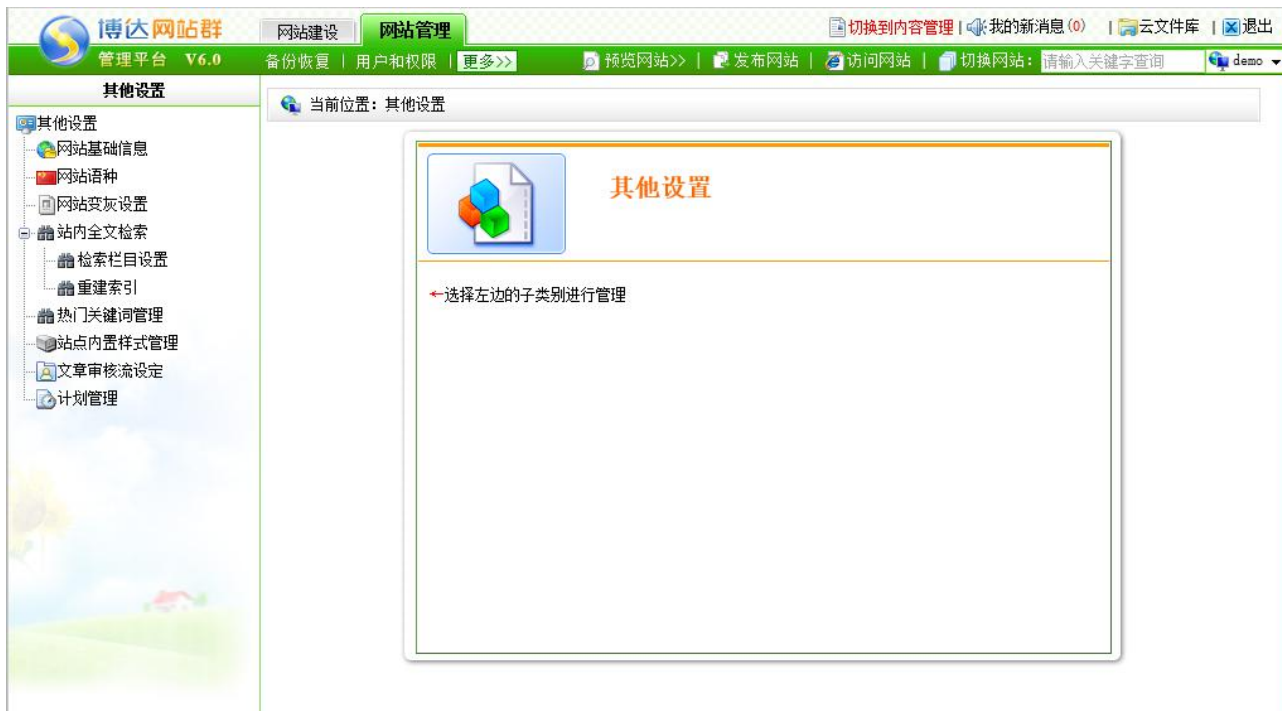 博达网站群
管理平台 V6.0
网站建设 网站管理 切换到内容管理 | 我的新消息(0) | 云文件库 | 退出
备份恢复 | 用户和权限 | 更多>> 预览网站>> | 发布网站 | 访问网站 | 切换网站: 请输入关键字查询 demo
其他设置
其他设置
网站基础信息
网站语种
网站变灰设置
站内全文检索
检索栏目设置
重建索引
热门关键词管理
站点内置样式管理
文章审核流设定
计划管理
当前位置：其他设置
其他设置
←选择左边的子类别进行管理